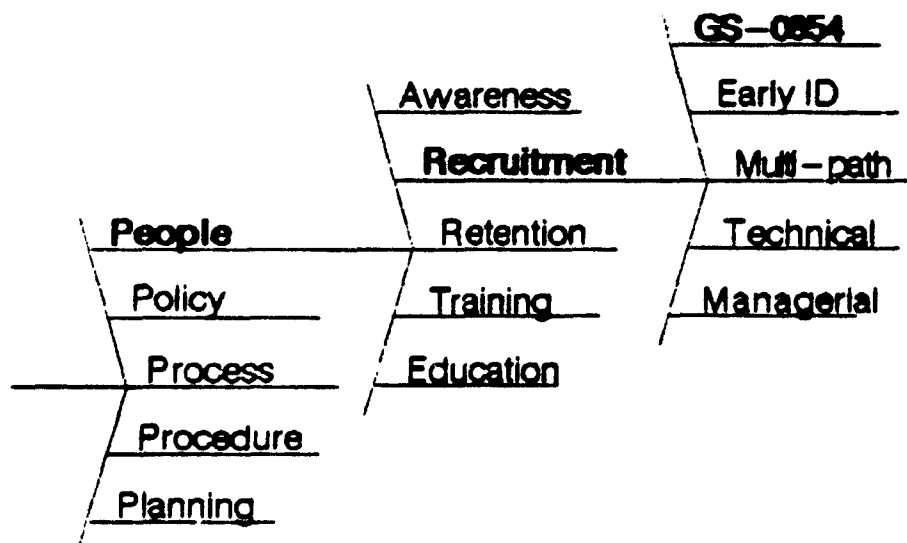 People
Policy
Process
Procedure
Planning
Awareness
Recruitment
Retention
Training
Education
GS-0854
Early ID
Multi-path
Technical
Managerial